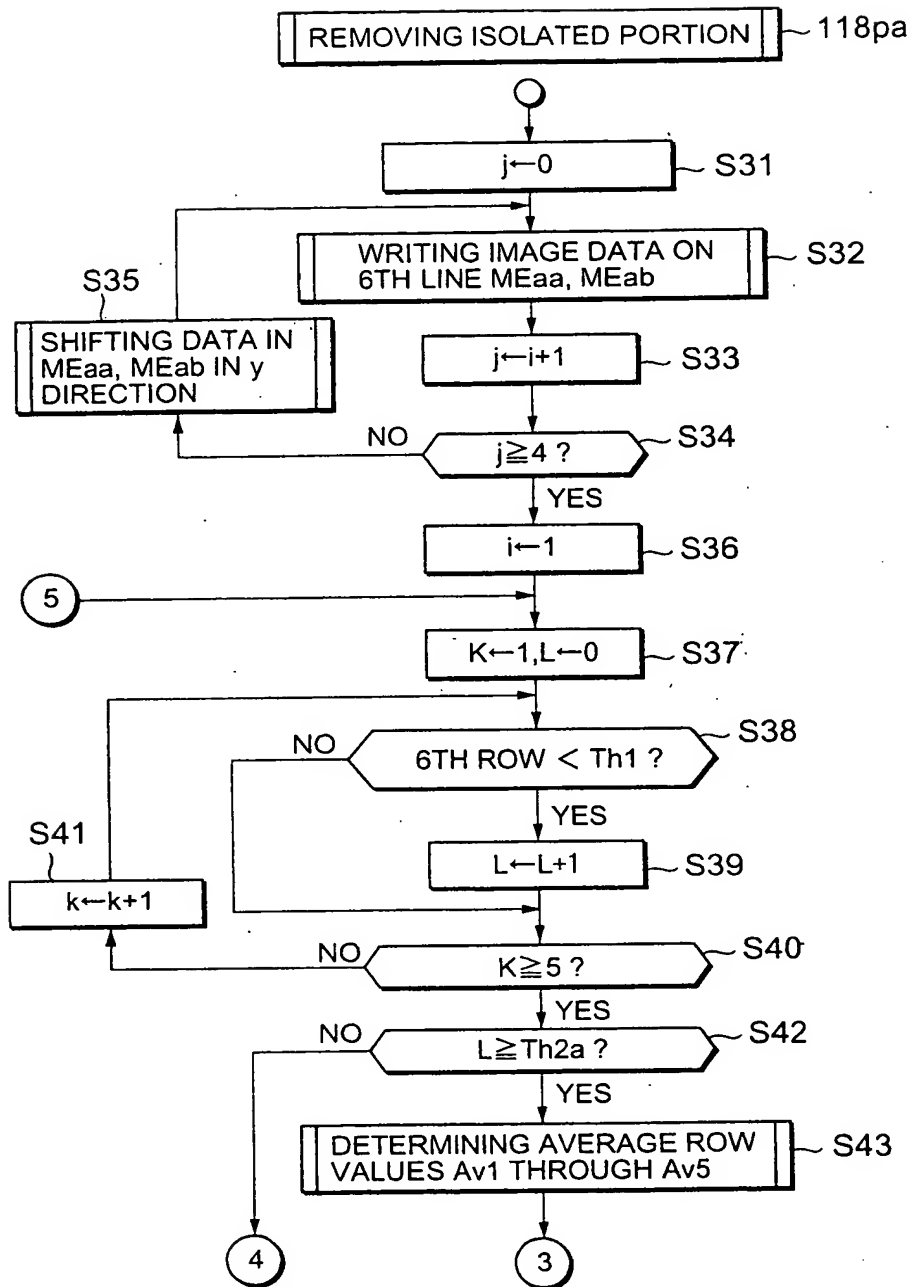 REMOVING ISOLATED PORTION
118pa
j←0
S31
WRITING IMAGE DATA ON
6TH LINE MEaa, MEab
S32
S35
SHIFTING DATA IN
MEaa, MEab IN y
DIRECTION
j←i+1
S33
NO
j≧4 ?
S34
YES
i←1
S36
5
K←1,L←0
S37
NO
6TH ROW < Th1 ?
S38
YES
S41
k←k+1
L←L+1
S39
NO
K≧5 ?
S40
YES
NO
L≧Th2a ?
S42
YES
DETERMINING AVERAGE ROW
VALUES Av1 THROUGH Av5
S43
4
3